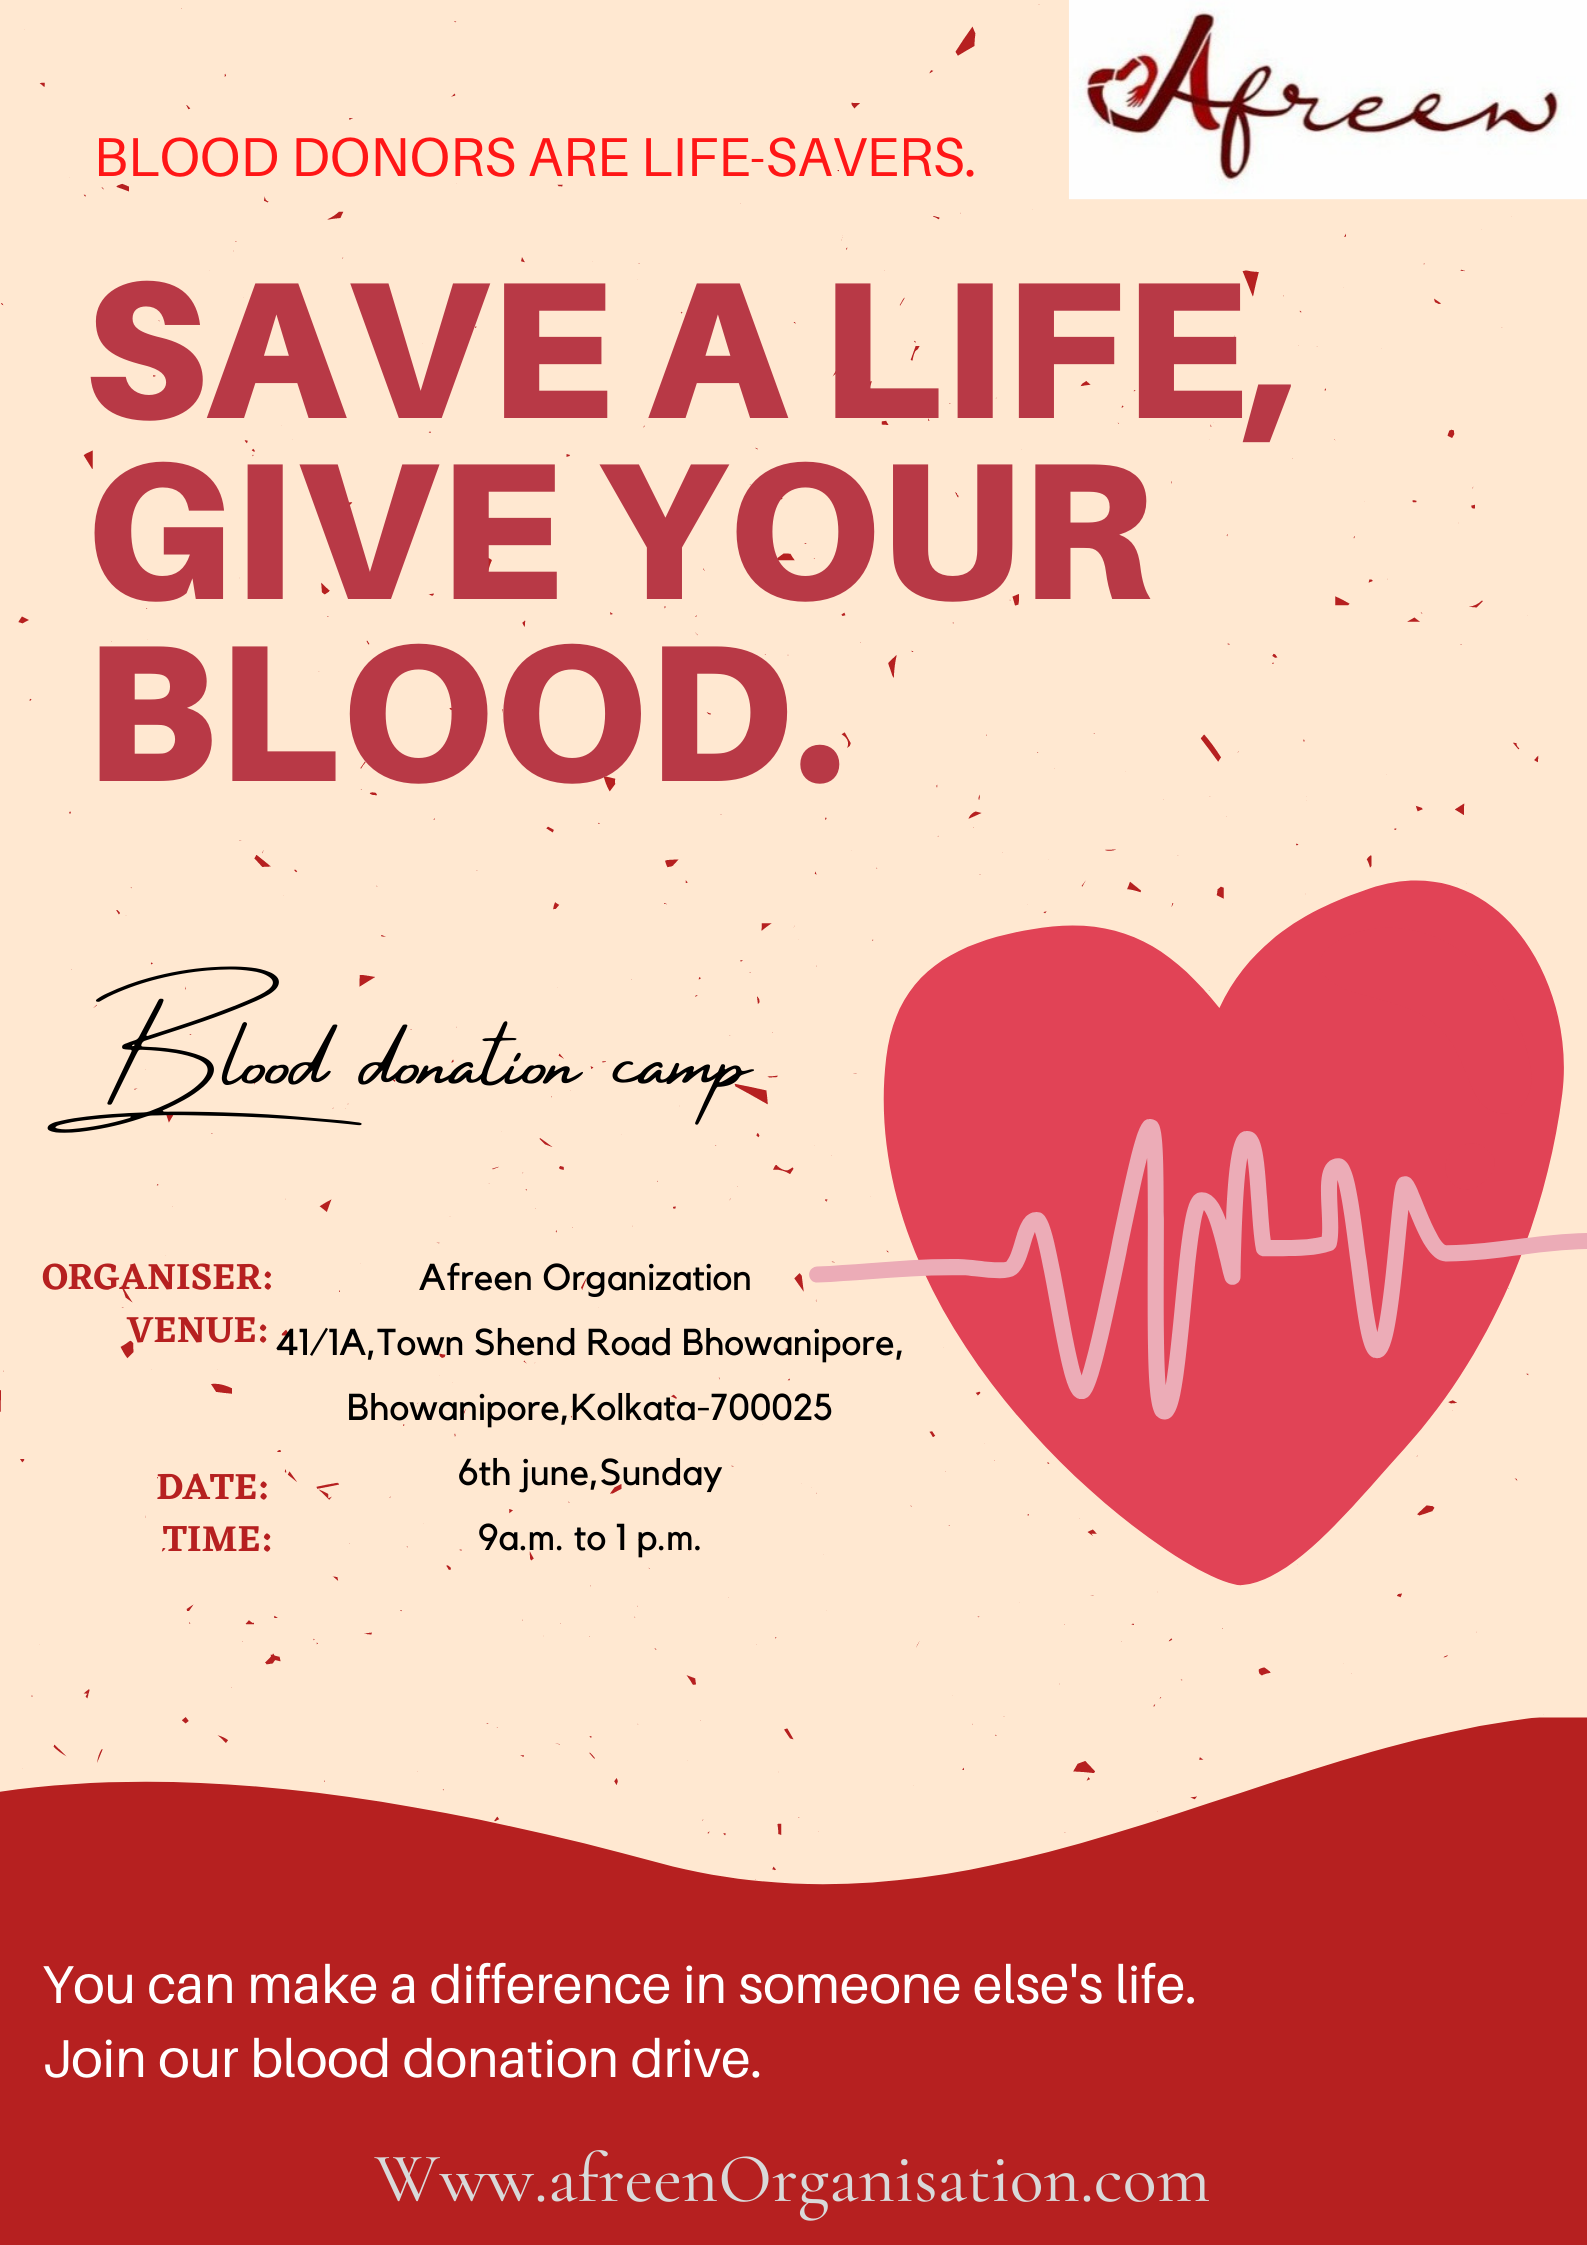 Afreen
BLOOD DONORS ARE LIFE-SAVERS.
SAVE A LIFE,
GIVE YOUR
BLOOD.
Blood donation camp
ORGANISER: Afreen Organization
VENUE: 41/1A,Town Shend Road Bhowanipore,
Bhowanipore,Kolkata-700025
DATE: 6th june,Sunday
TIME: 9a.m. to 1 p.m.
You can make a difference in someone else's life.
Join our blood donation drive.
Www.afreenOrganisation.com